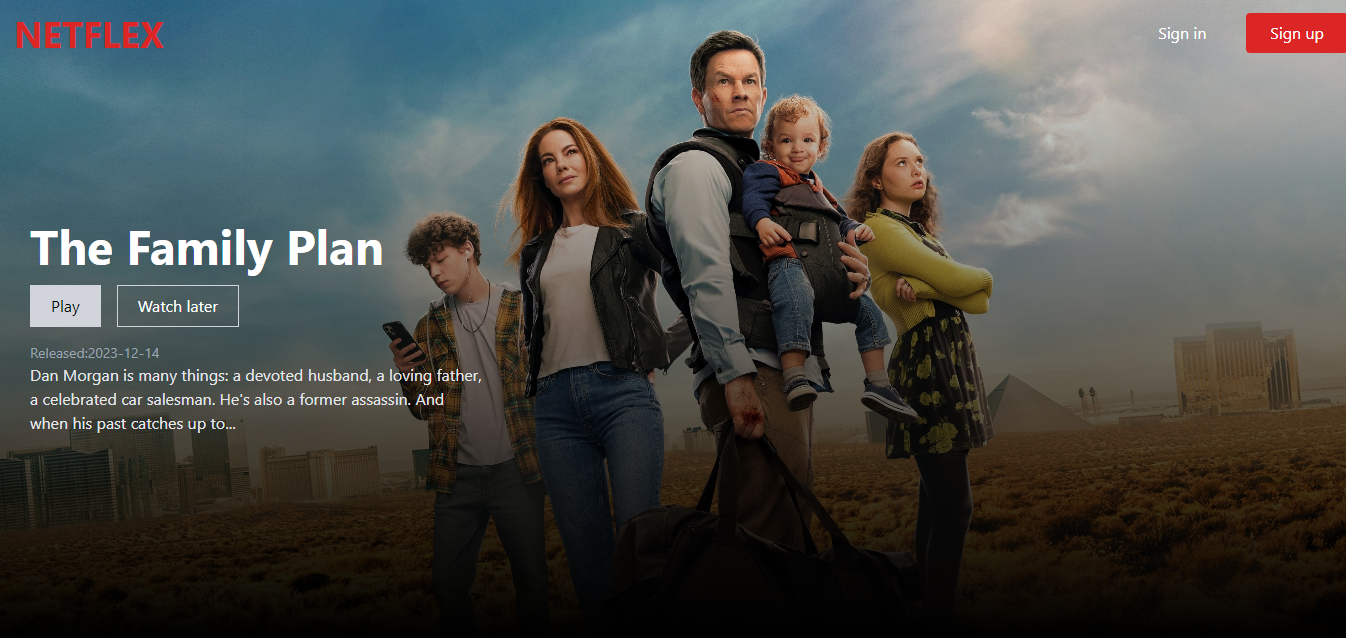 NETFLEX
Sign in
Sign up
The Family Plan
Play
Watch later
Released:2023-12-14
Dan Morgan is many things: a devoted husband, a loving father,
a celebrated car salesman. He's also a former assassin. And
when his past catches up to...